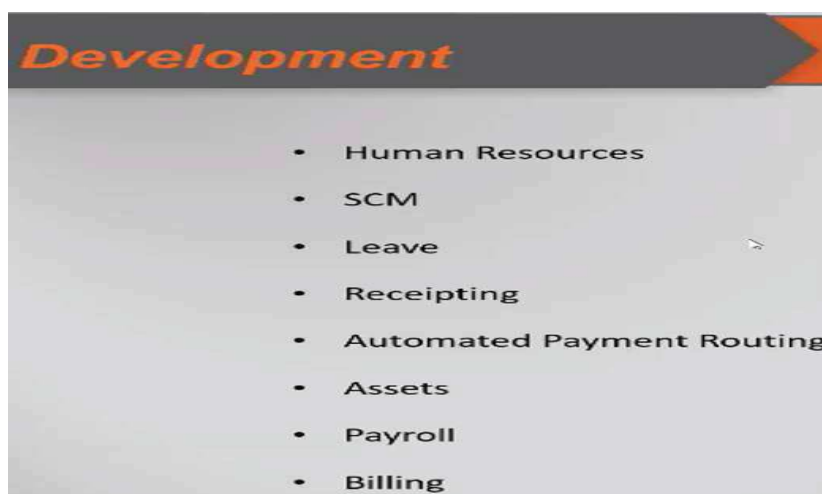 Development
• Human Resources
• SCM
• Leave
• Receipting
• Automated Payment Routing
• Assets
• Payroll
• Billing